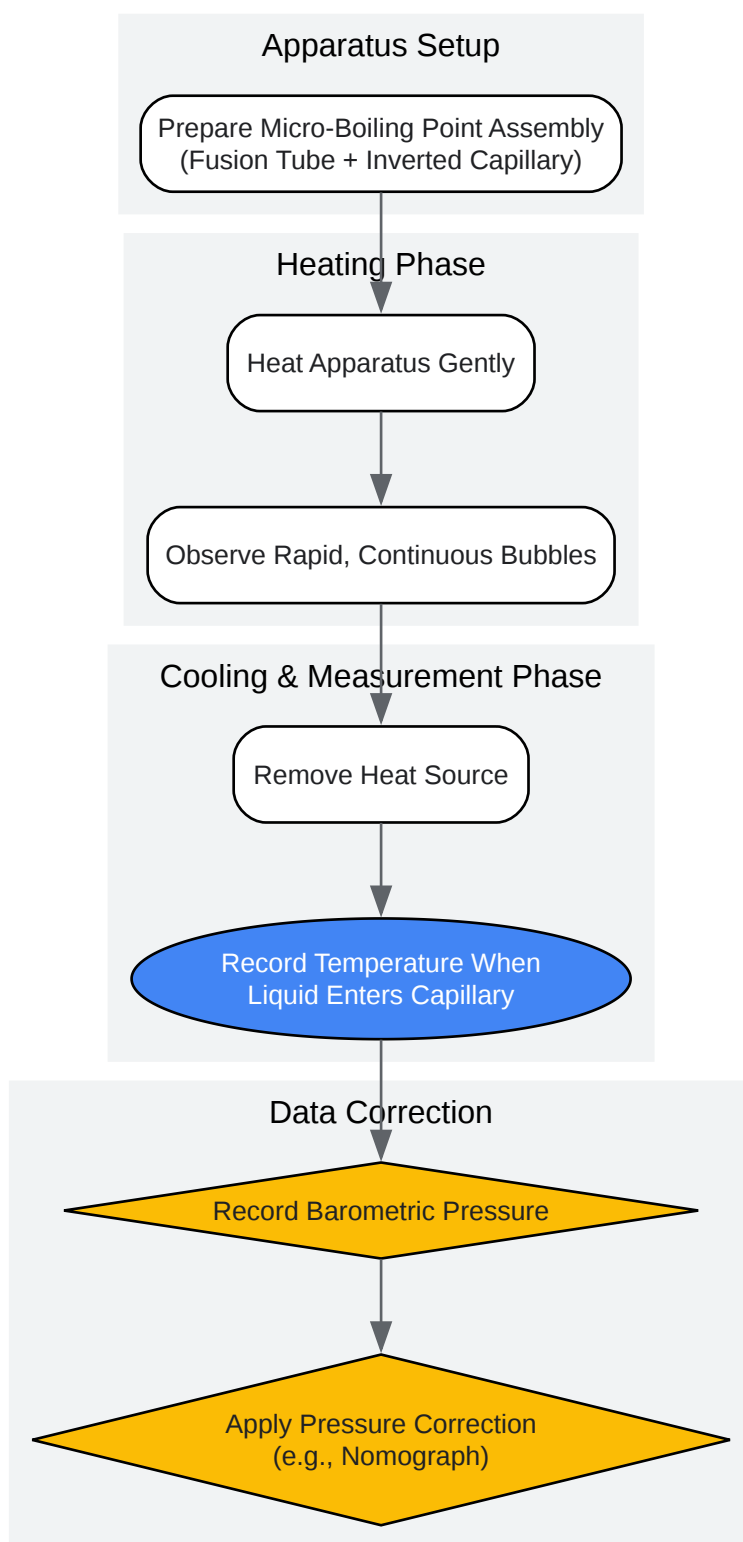 Apparatus Setup
Prepare Micro-Boiling Point Assembly
(Fusion Tube + Inverted Capillary)
Heating Phase
Heat Apparatus Gently
Observe Rapid, Continuous Bubbles
Cooling & Measurement Phase
Remove Heat Source
Record Temperature When
Liquid Enters Capillary
Data Correction
Record Barometric Pressure
Apply Pressure Correction
(e.g., Nomograph)